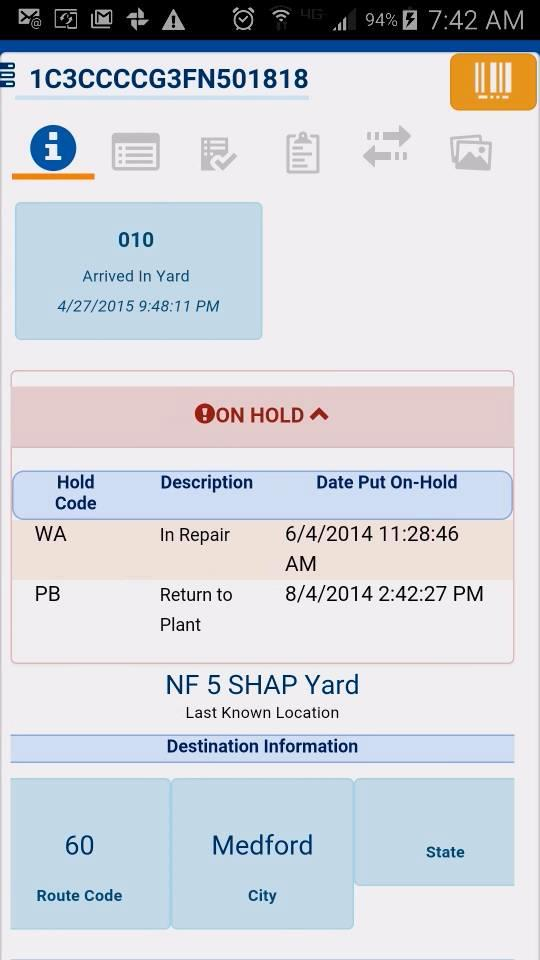 4G 94% 7:42 AM
1C3CCCCG3FN501818
010
Arrived In Yard
4/27/2015 9:48:11 PM
ON HOLD
Hold Code Description Date Put On-Hold
WA In Repair 6/4/2014 11:28:46 AM
PB Return to Plant 8/4/2014 2:42:27 PM
NF 5 SHAP Yard
Last Known Location
Destination Information
60 Medford
Route Code City State